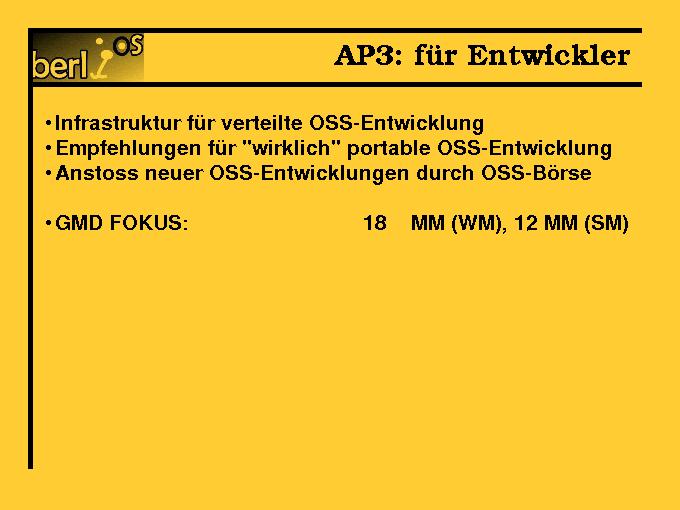 berliOS
AP3: für Entwickler
•Infrastruktur für verteilte OSS-Entwicklung
•Empfehlungen für "wirklich" portable OSS-Entwicklung
•Anstoss neuer OSS-Entwicklungen durch OSS-Börse
•GMD FOKUS: 18 MM (WM), 12 MM (SM)